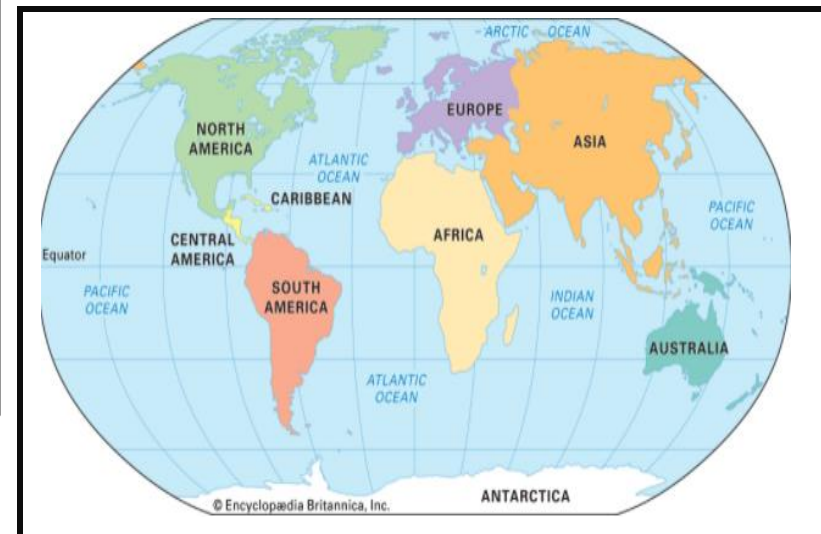 ARCTIC OCEAN
EUROPE
NORTH
AMERICA
ASIA
ATLANTIC
OCEAN
CARIBBEAN
PACIFIC
OCEAN
AFRICA
CENTRAL
AMERICA
Equator
PACIFIC
OCEAN
SOUTH
AMERICA
INDIAN
OCEAN
AUSTRALIA
ATLANTIC
OCEAN
ANTARCTICA
© Encyclopædia Britannica, Inc.